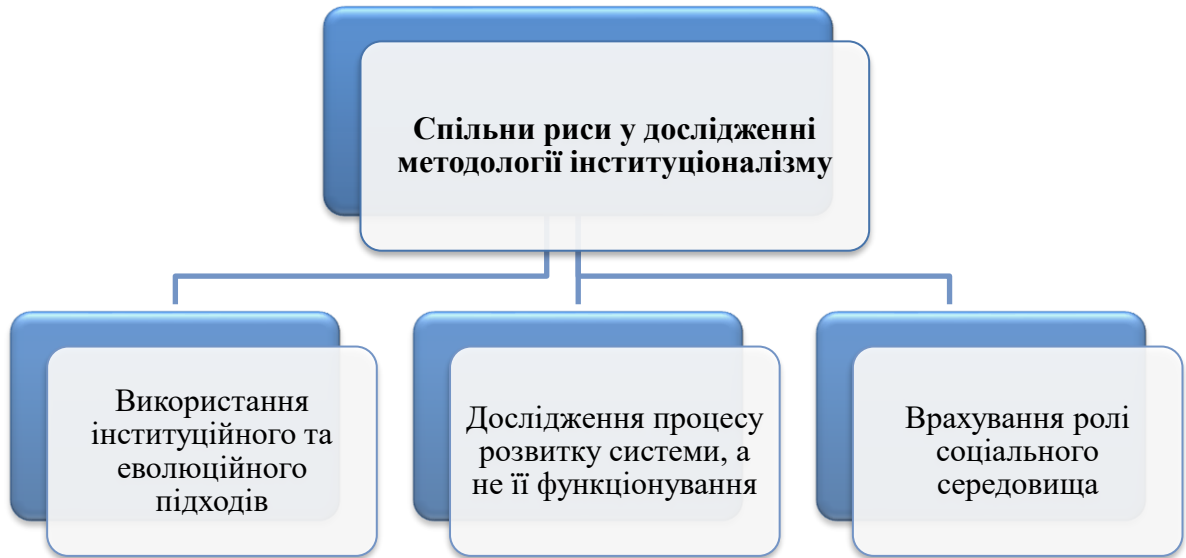 Спільни риси у дослідженні
методології інституціоналізму
Використання
інституційного та
еволюційного
підходів
Дослідження процесу
розвитку системи, а
не її функціонування
Врахування ролі
соціального
середовища